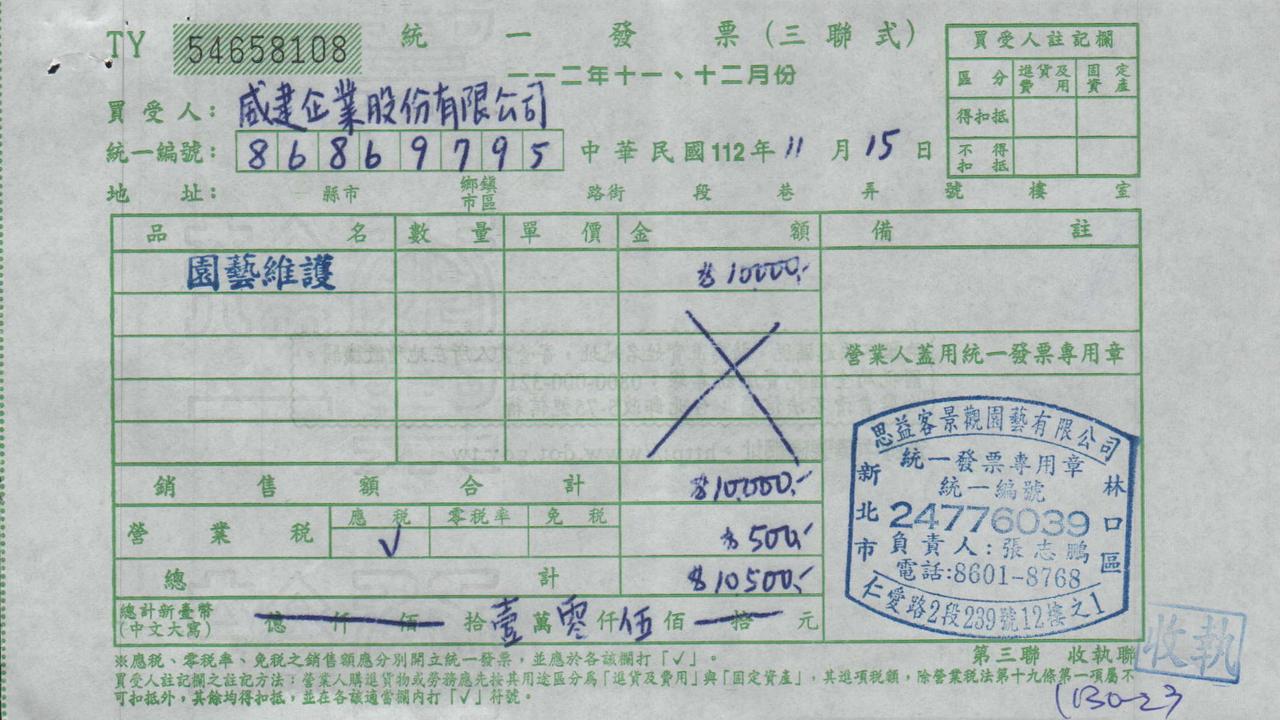 TY 54658108 統一發票(三聯式)
一一二年十一、十二月份
買受人註記欄
區分 進貨及費用 固定資產
得扣抵
不得扣抵
買受人: 威建企業股份有限公司
統一編號: 86869795 中華民國112年11月15日
地址: 縣市 鄉鎮市區 路街 段 巷 弄 號 樓 室
品名 數量 單價 金額 備註
園藝維護 $10000.-
營業人蓋用統一發票專用章
銷售額合計 $10,000.-
營業稅 應稅 零稅率 免稅
√ $500.-
總計 $10500.-
總計新臺幣(中文大寫) 億仟佰拾壹萬零仟伍佰拾元
思益客景觀園藝有限公司
統一發票專用章
統一編號
24776039
負責人:張志鵬
電話:8601-8768
新北市
林口區
仁愛路2段239號12樓之1
※應稅、零稅率、免稅之銷售額應分別開立統一發票,並應於各該欄打「√」。
第三聯 收執聯
收執
買受人註記欄之註記方法:營業人購進貨物或勞務應先按其用途區分為「進貨及費用」與「固定資產」,其進項稅額,除營業稅法第十九條第一項屬不
可扣抵外,其餘均得扣抵,並在各該適當欄內打「√」符號。